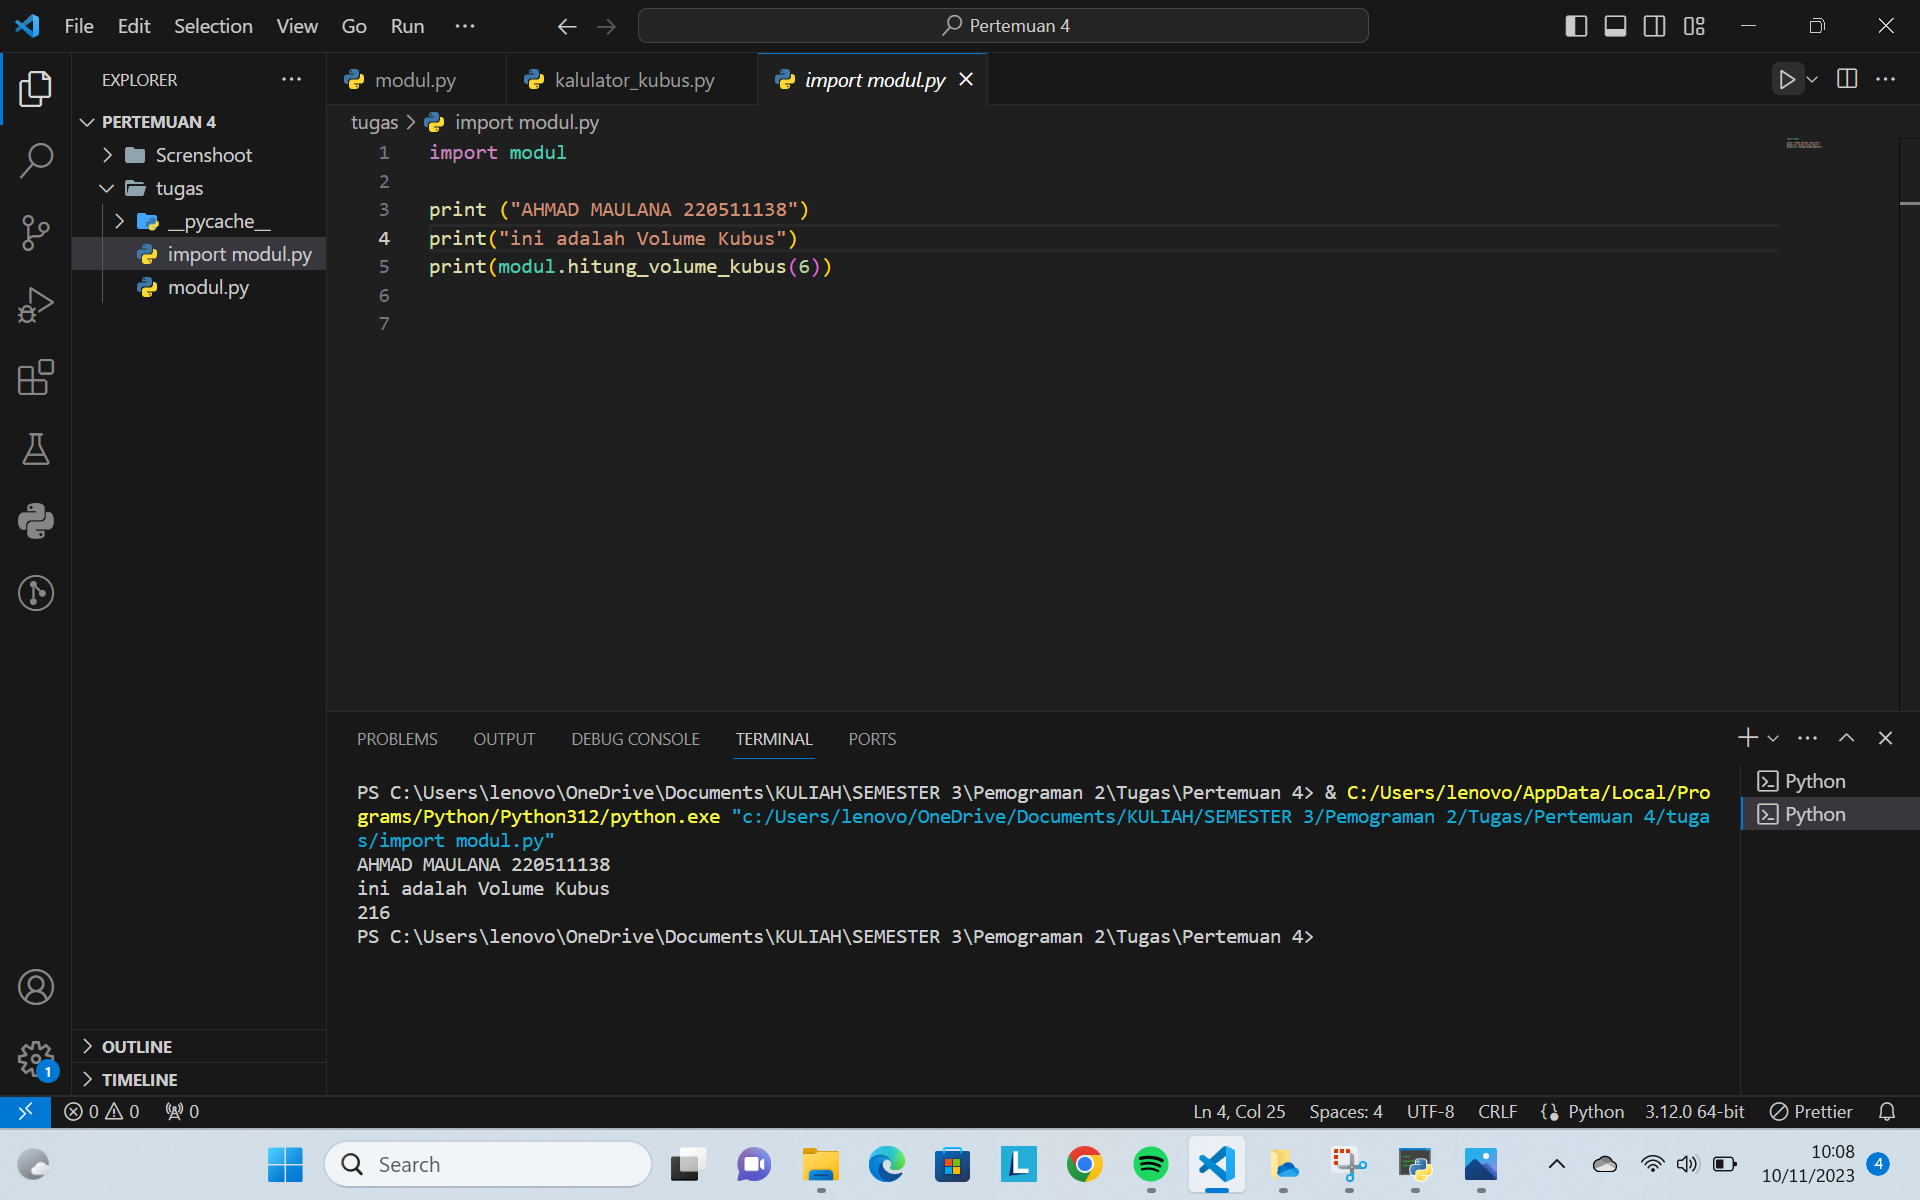 File Edit Selection View Go Run ···
Pertemuan 4
EXPLORER
PERTEMUAN 4
Screnshoot
tugas
__pycache__
import modul.py
modul.py
OUTLINE
TIMELINE
modul.py kalulator_kubus.py import modul.py
tugas > import modul.py
1 import modul
2
3 print ("AHMAD MAULANA 220511138")
4 print("ini adalah Volume Kubus")
5 print(modul.hitung_volume_kubus(6))
6
7
PROBLEMS OUTPUT DEBUG CONSOLE TERMINAL PORTS
PS C:\Users\lenovo\OneDrive\Documents\KULIAH\SEMESTER 3\Pemograman 2\Tugas\Pertemuan 4> & C:/Users/lenovo/AppData/Local/Pro
grams/Python/Python312/python.exe "c:/Users/lenovo/OneDrive/Documents/KULIAH/SEMESTER 3/Pemograman 2/Tugas/Pertemuan 4/tuga
s/import modul.py"
AHMAD MAULANA 220511138
ini adalah Volume Kubus
216
PS C:\Users\lenovo\OneDrive\Documents\KULIAH\SEMESTER 3\Pemograman 2\Tugas\Pertemuan 4>
Python
Python
1
0 0 0
Ln 4, Col 25 Spaces: 4 UTF-8 CRLF Python 3.12.0 64-bit Prettier
Search
L
10:08
10/11/2023
4